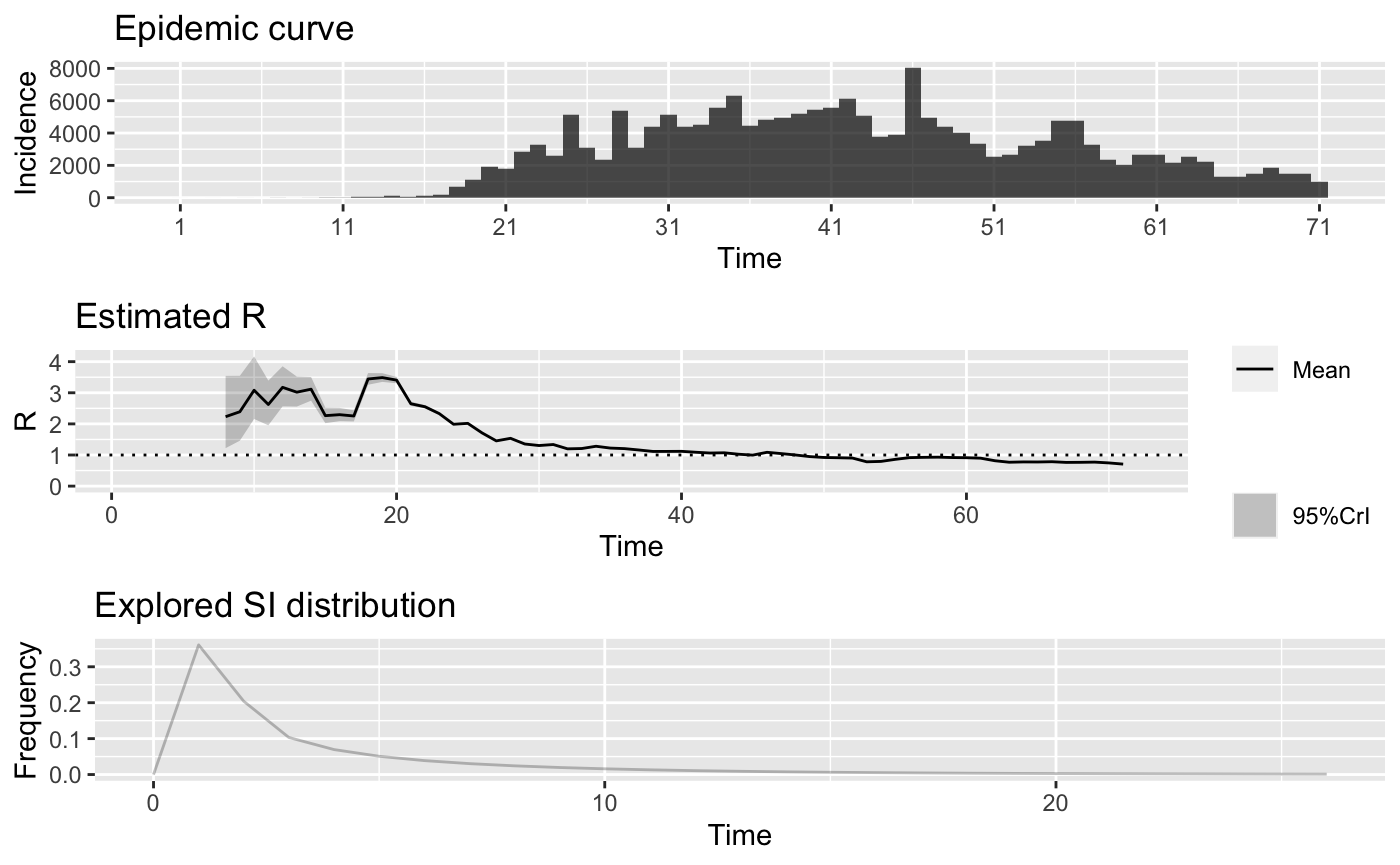 Epidemic curve
Incidence
8000
6000
4000
2000
0
1 11 21 31 41 51 61 71
Time
Estimated R
R
4
3
2
1
0
0 20 40 60
Time
Mean
95%CrI
Explored SI distribution
Frequency
0.3
0.2
0.1
0.0
0 10 20
Time